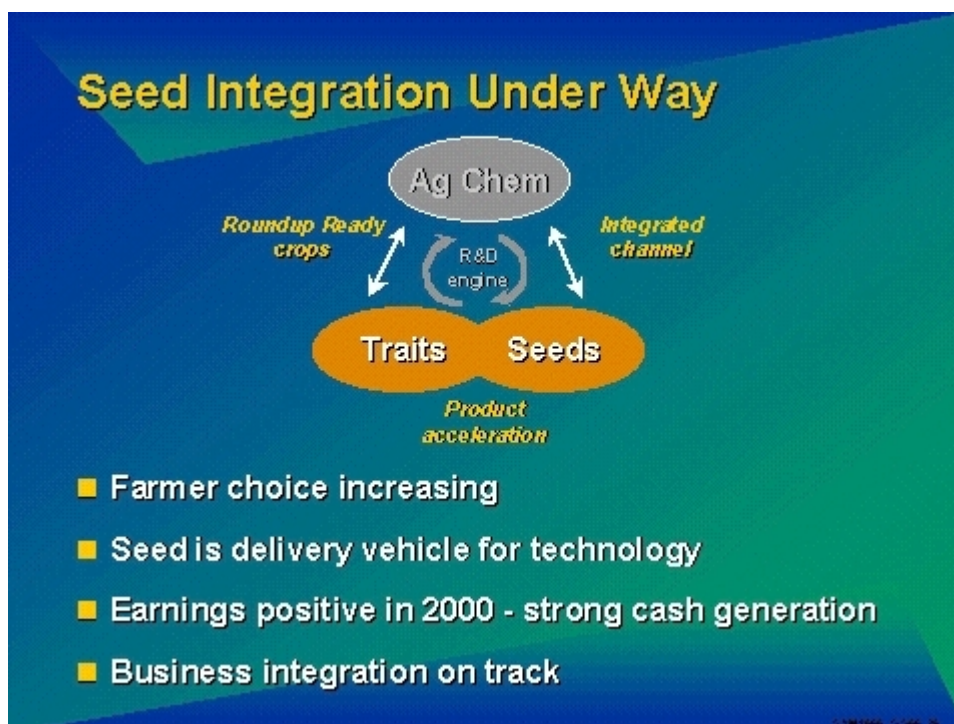 Seed Integration Under Way
Ag Chem
Roundup Ready
crops
Integrated
channel
R&D
engine
Traits
Seeds
Product
acceleration
Farmer choice increasing
Seed is delivery vehicle for technology
Earnings positive in 2000 - strong cash generation
Business integration on track